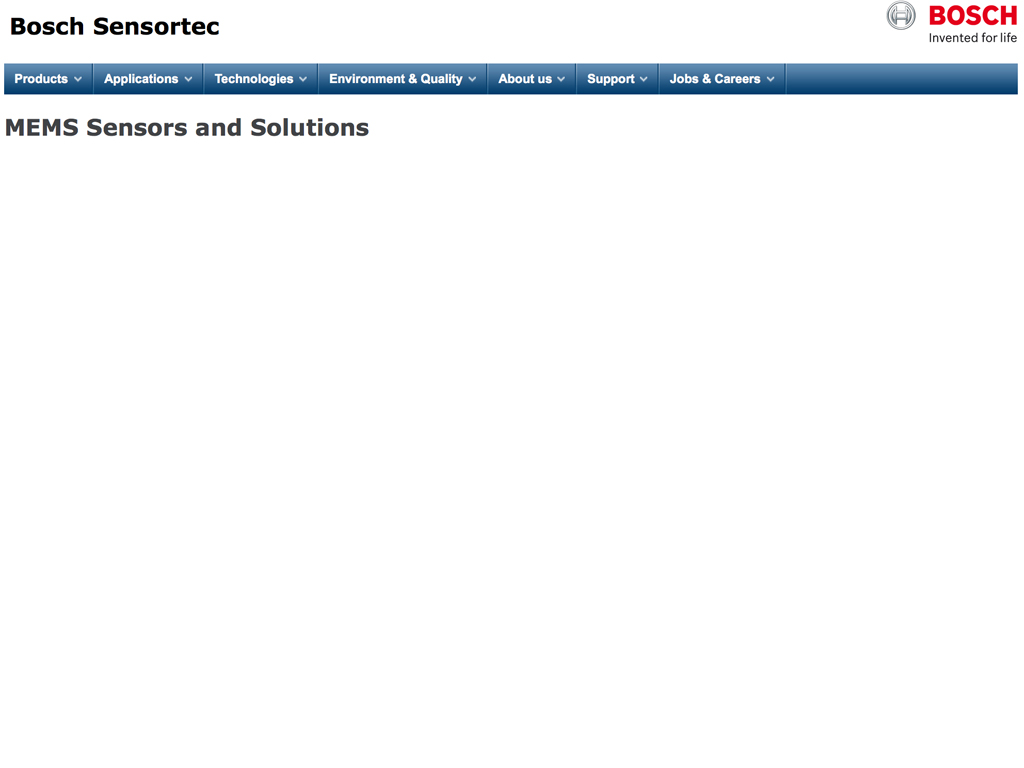 Bosch Sensortec
BOSCH
Invented for life
Products
Applications
Technologies
Environment & Quality
About us
Support
Jobs & Careers
MEMS Sensors and Solutions